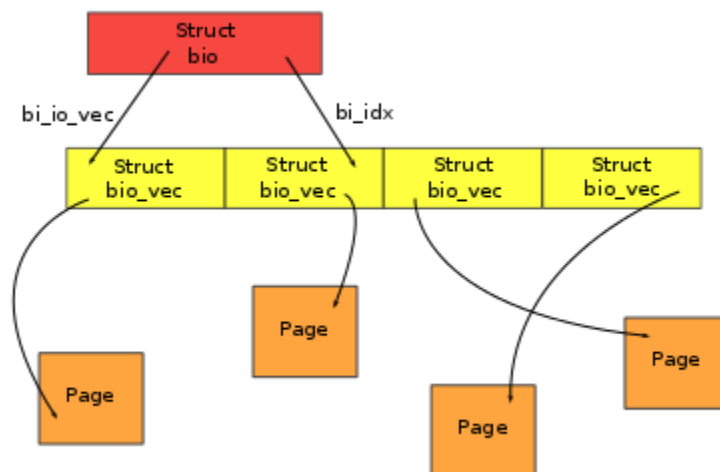 Struct
bio
bi_io_vec
bi_idx
Struct
bio_vec
Struct
bio_vec
Struct
bio_vec
Struct
bio_vec
Page
Page
Page
Page